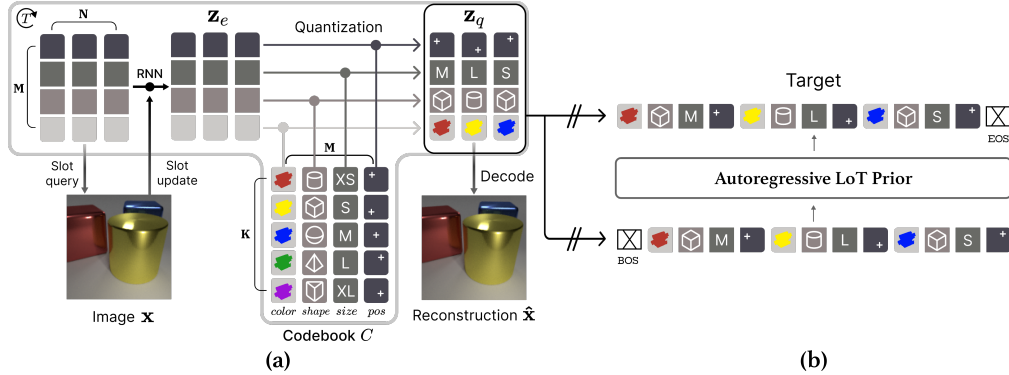 T
N
z_e
Quantization
z_q
M
RNN
M L S
M
Slot query
Slot update
Decode
K
XS
S
M
L
XL
color shape size pos
Codebook C
Image x
Reconstruction x̂
(a)
Target
M L S
EOS
Autoregressive LoT Prior
M L S
BOS
(b)